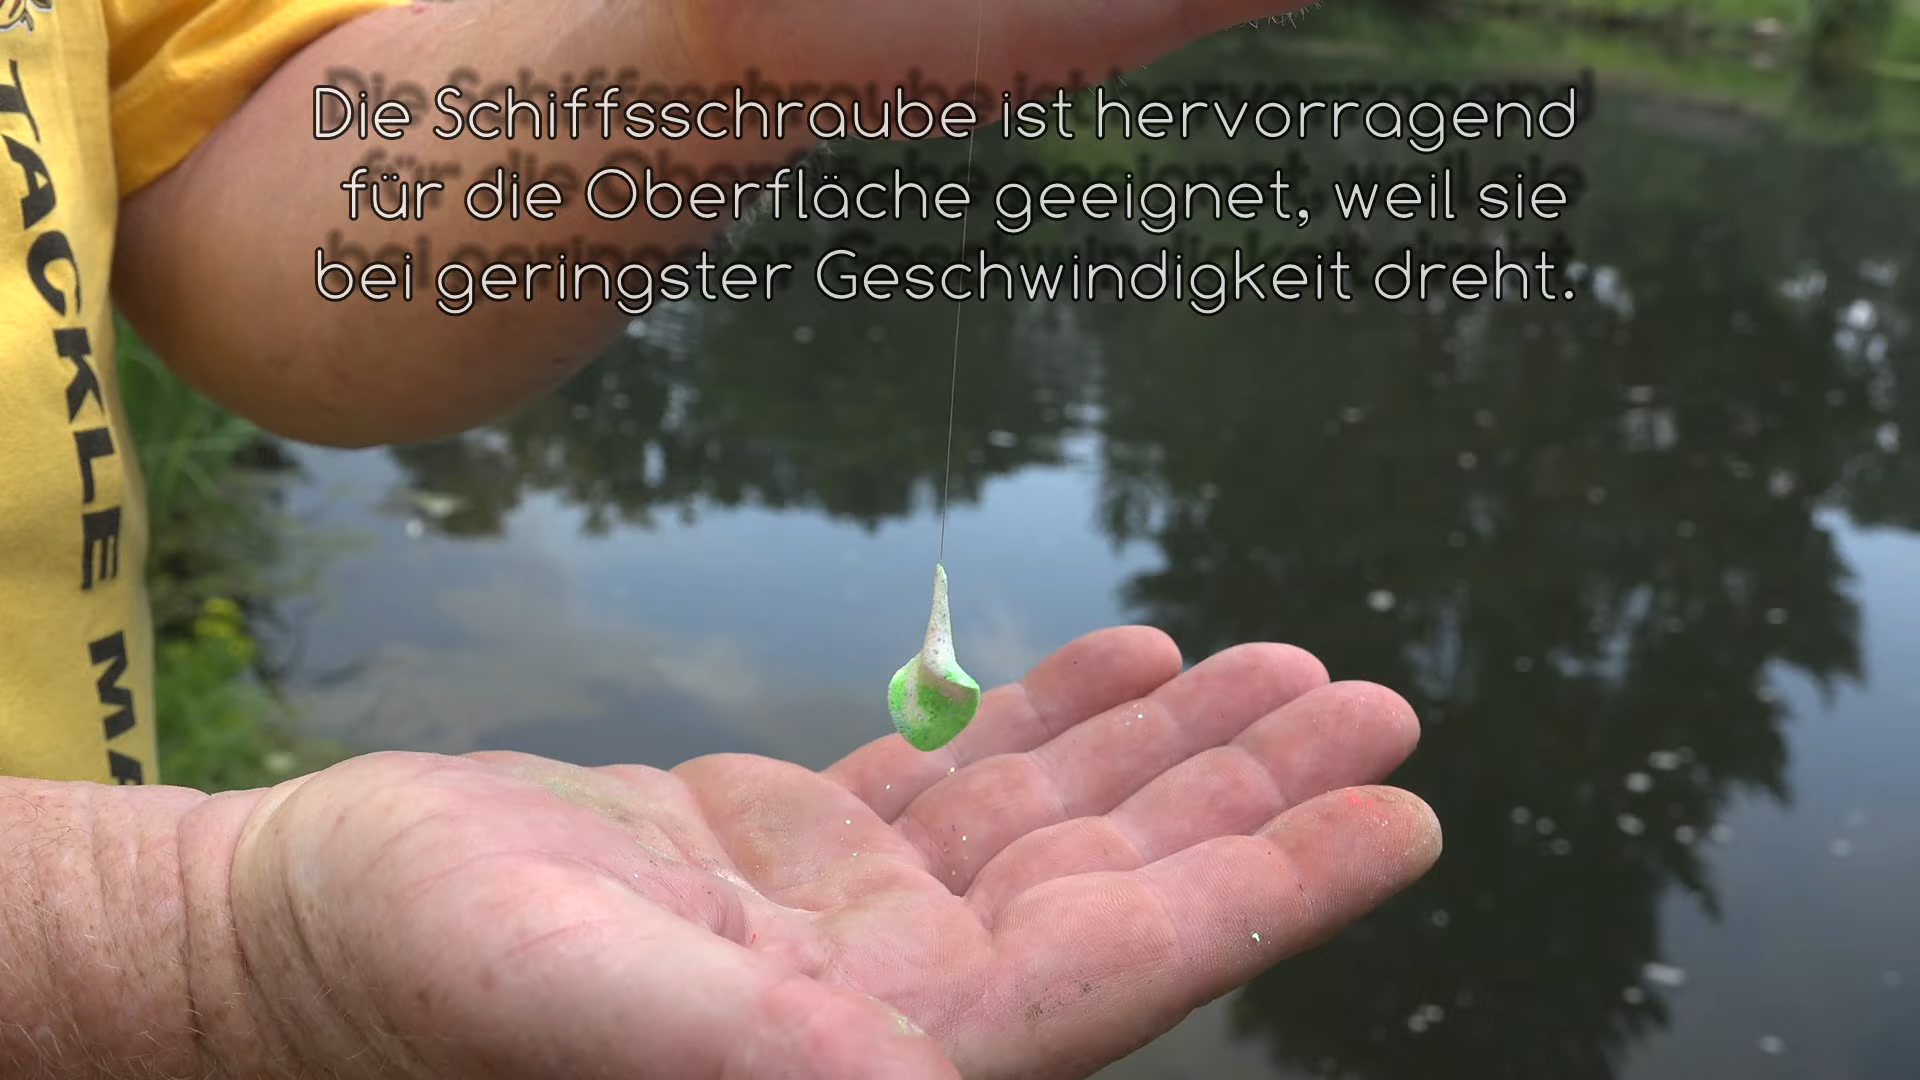 Die Schiffsschraube ist hervorragend
für die Oberfläche geeignet, weil sie
bei geringster Geschwindigkeit dreht.
TACKLE